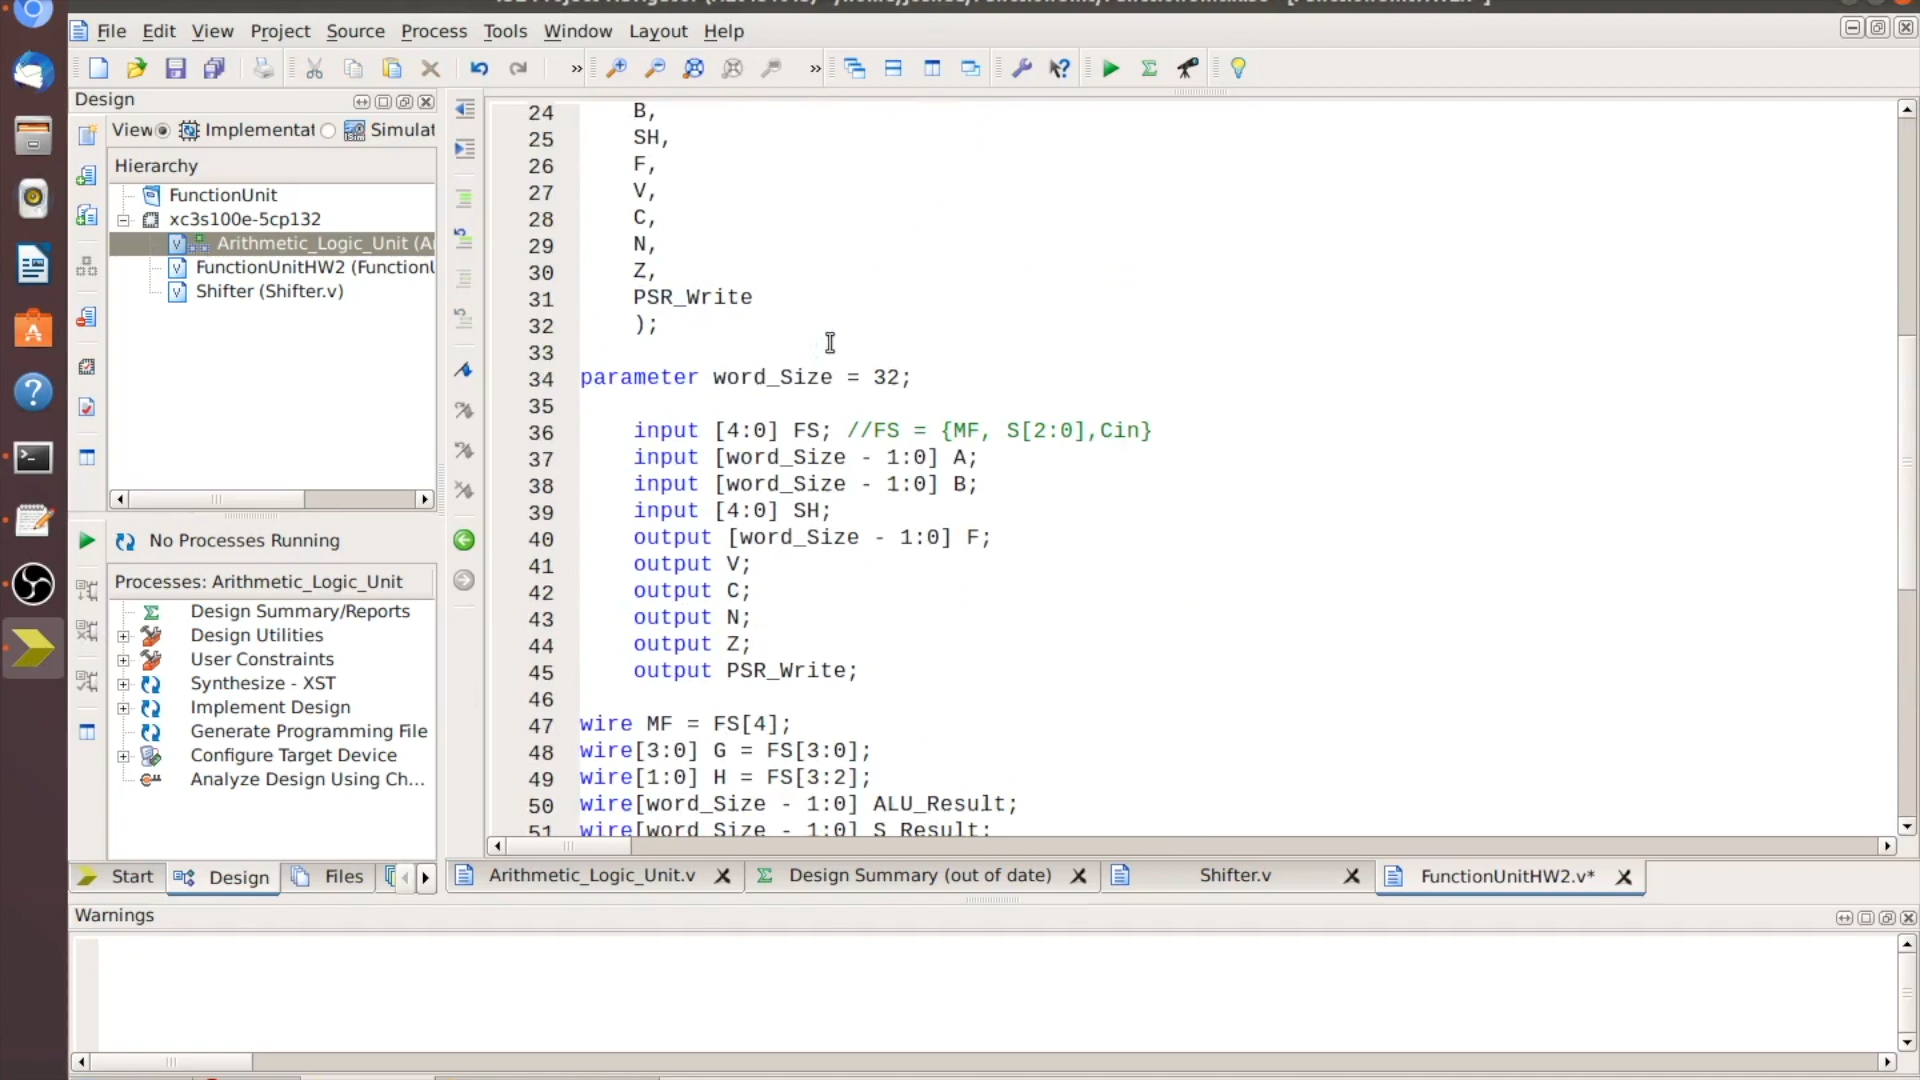 File Edit View Project Source Process Tools Window Layout Help
Design
View Implementat Simulat
Hierarchy
FunctionUnit
xc3s100e-5cp132
Arithmetic_Logic_Unit (A
FunctionUnitHW2 (Function
Shifter (Shifter.v)
No Processes Running
Processes: Arithmetic_Logic_Unit
Design Summary/Reports
Design Utilities
User Constraints
Synthesize - XST
Implement Design
Generate Programming File
Configure Target Device
Analyze Design Using Ch...
Start Design Files
24 B,
25 SH,
26 F,
27 V,
28 C,
29 N,
30 Z,
31 PSR_Write
32 );
33
34 parameter word_Size = 32;
35
36 input [4:0] FS; //FS = {MF, S[2:0],Cin}
37 input [word_Size - 1:0] A;
38 input [word_Size - 1:0] B;
39 input [4:0] SH;
40 output [word_Size - 1:0] F;
41 output V;
42 output C;
43 output N;
44 output Z;
45 output PSR_Write;
46
47 wire MF = FS[4];
48 wire[3:0] G = FS[3:0];
49 wire[1:0] H = FS[3:2];
50 wire[word_Size - 1:0] ALU_Result;
51 wire[word_Size - 1:0] S_Result;
Arithmetic_Logic_Unit.v Design Summary (out of date) Shifter.v FunctionUnitHW2.v*
Warnings